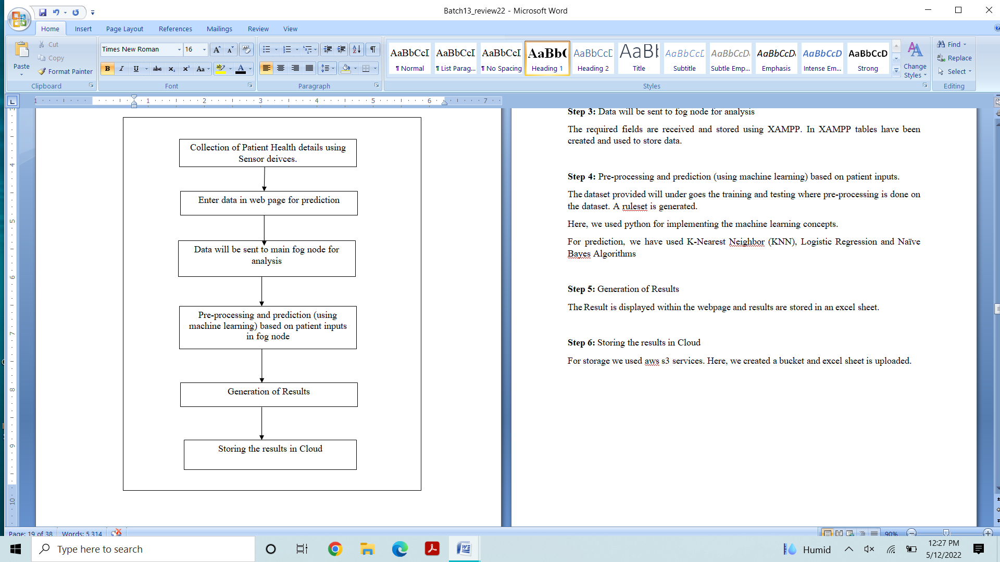 Batch13_review22 - Microsoft Word
Home Insert Page Layout References Mailings Review View
Paste
Cut
Copy
Format Painter
Clipboard
Times New Roman 16
Font
Paragraph
AaBbCcI AaBbCcI AaBbCcI AaBb( AaBbCcD AaBl AaBbCcD AaBbCcD AaBbCcD AaBbCcD AaBbCcD
¶ Normal ¶ List Parag... ¶ No Spacing Heading 1 Heading 2 Title Subtitle Subtle Emp... Emphasis Intense Em... Strong
Styles
Change
Styles
Find
Replace
Select
Editing
1 1 2 3 4 5 6 7
4
5
6
7
8
9
10
Collection of Patient Health details using
Sensor deivces.
Enter data in web page for prediction
Data will be sent to main fog node for
analysis
Pre-processing and prediction (using
machine learning) based on patient inputs
in fog node
Generation of Results
Storing the results in Cloud
Step 3: Data will be sent to fog node for analysis
The required fields are received and stored using XAMPP. In XAMPP tables have been
created and used to store data.
Step 4: Pre-processing and prediction (using machine learning) based on patient inputs.
The dataset provided will under goes the training and testing where pre-processing is done on
the dataset. A ruleset is generated.
Here, we used python for implementing the machine learning concepts.
For prediction, we have used K-Nearest Neighbor (KNN), Logistic Regression and Naïve
Bayes Algorithms
Step 5: Generation of Results
The Result is displayed within the webpage and results are stored in an excel sheet.
Step 6: Storing the results in Cloud
For storage we used aws s3 services. Here, we created a bucket and excel sheet is uploaded.
Page: 19 of 38 Words: 5,314
90%
Type here to search
Humid
12:27 PM
5/12/2022